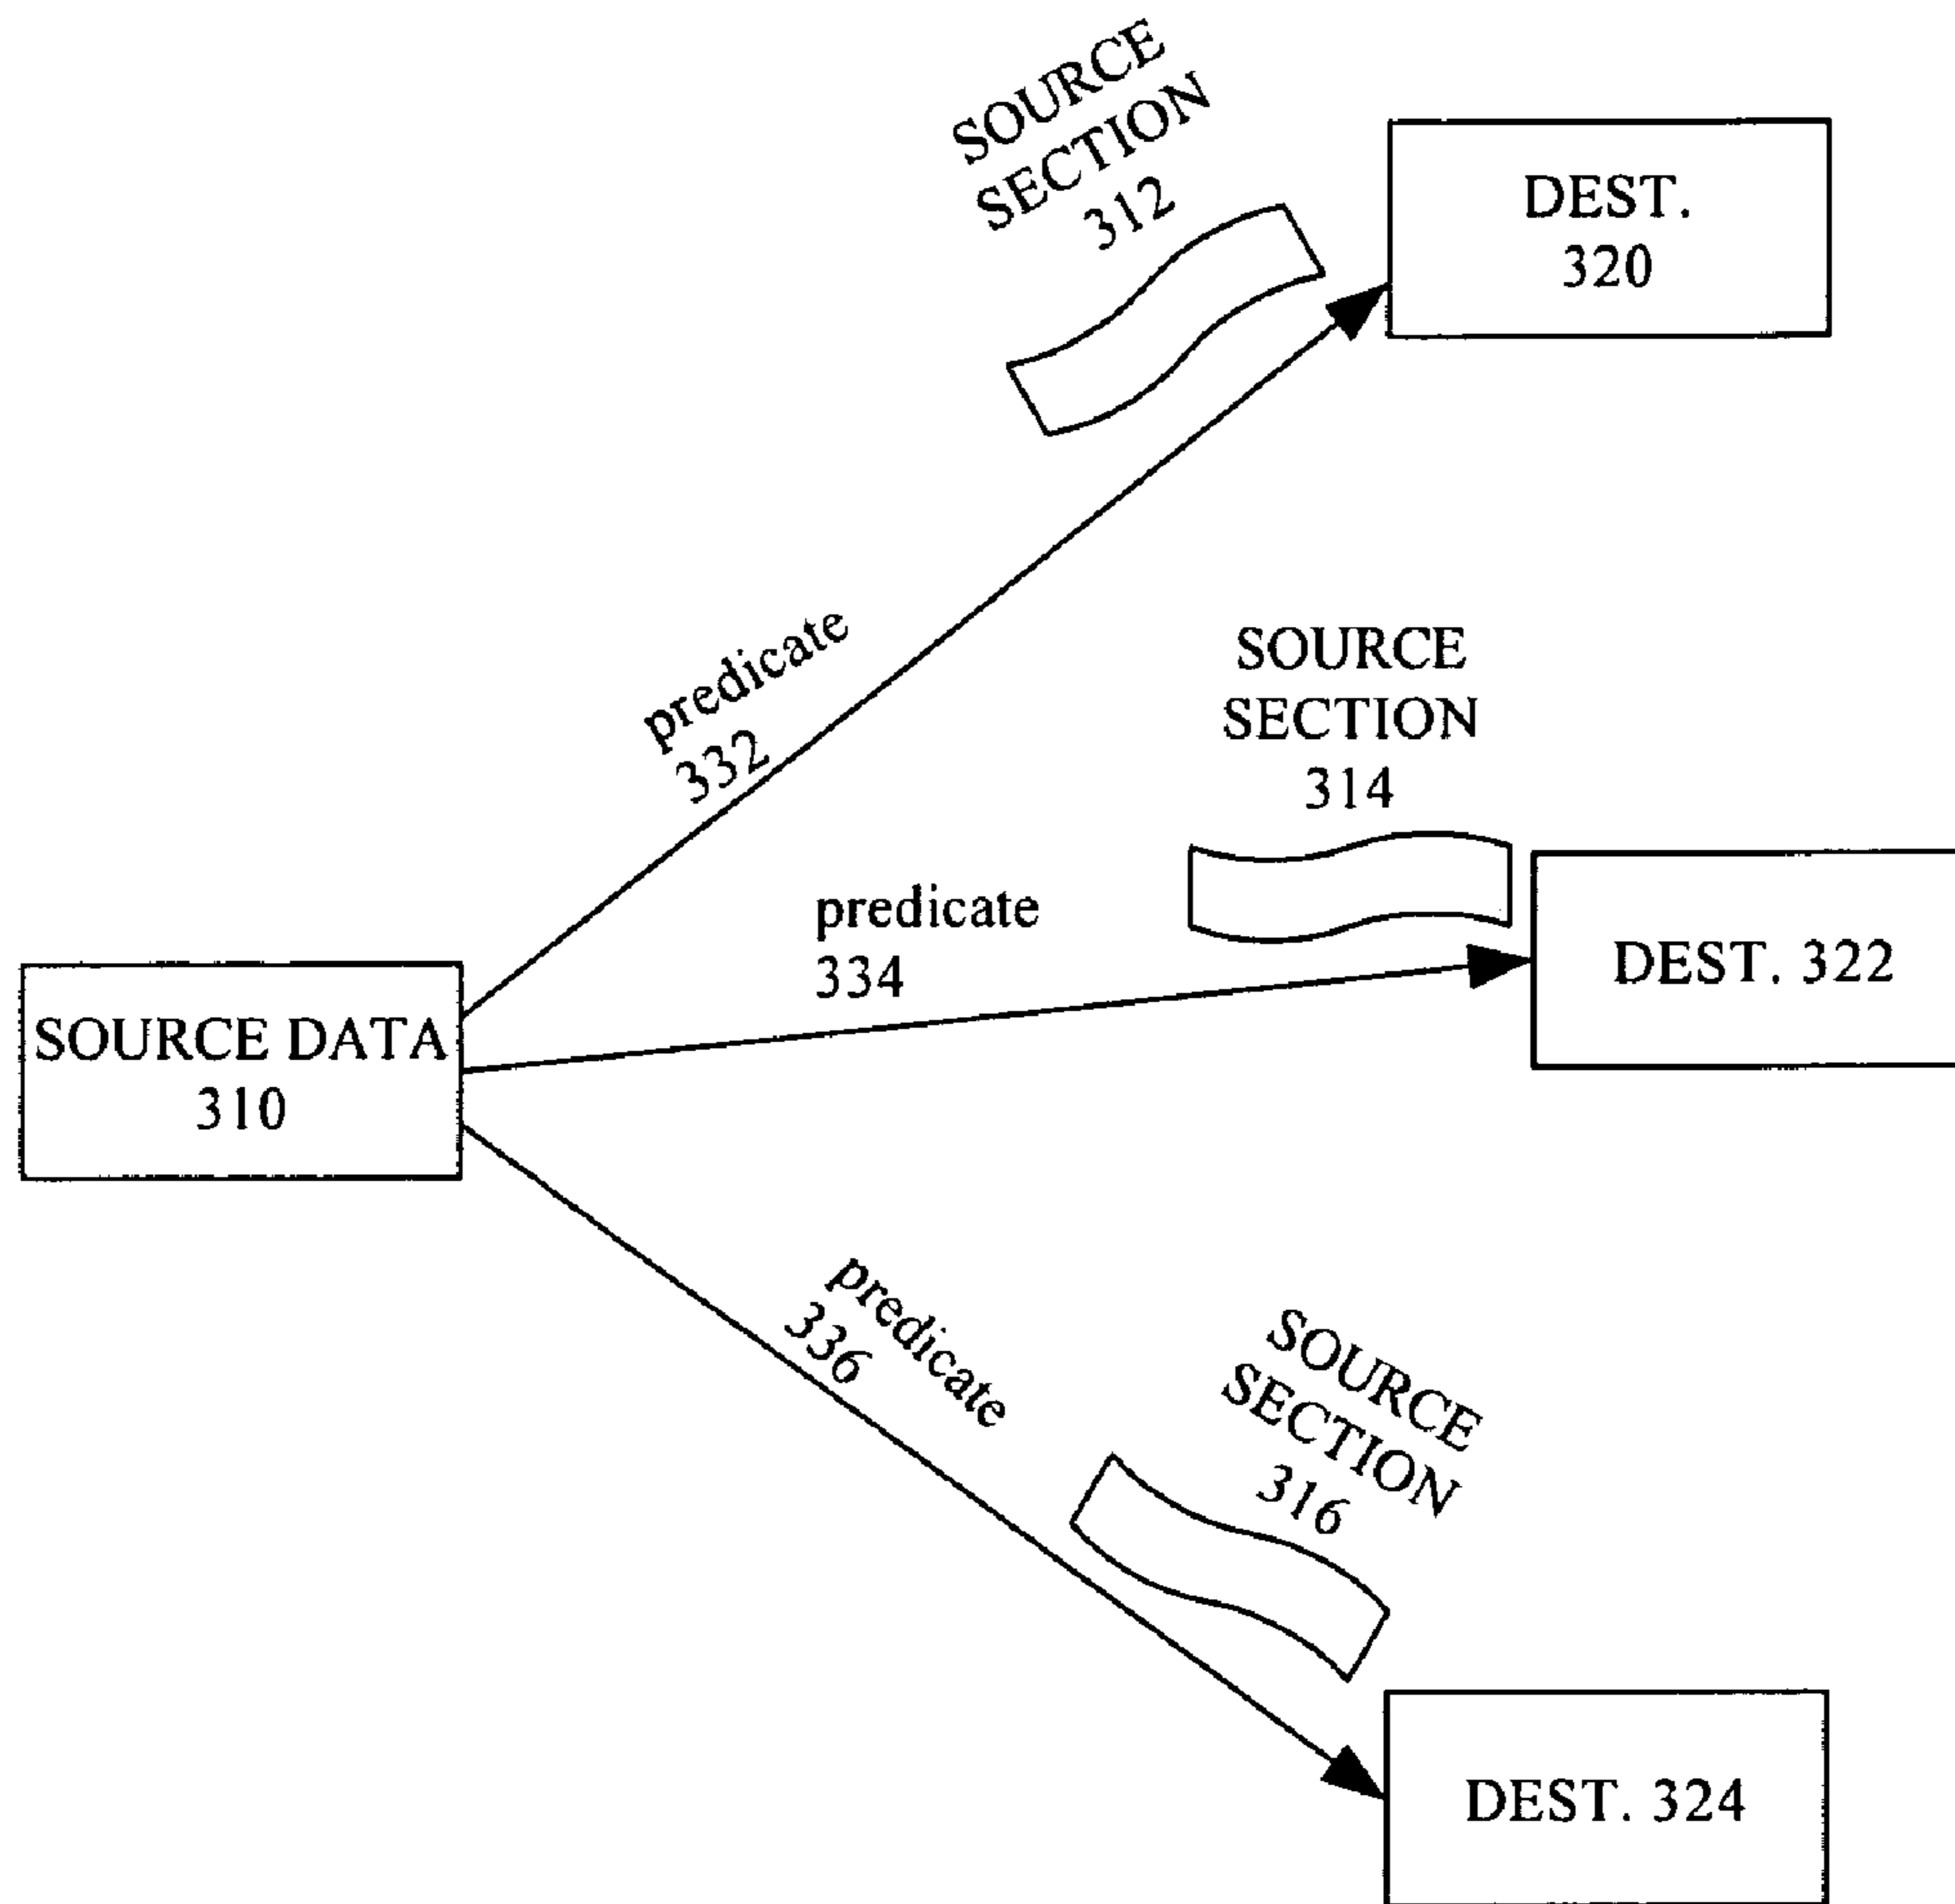 SOURCE
SECTION
312
DEST.
320
predicate
332
SOURCE
SECTION
314
predicate
334
DEST. 322
SOURCE DATA
310
predicate
336
SOURCE
SECTION
316
DEST. 324